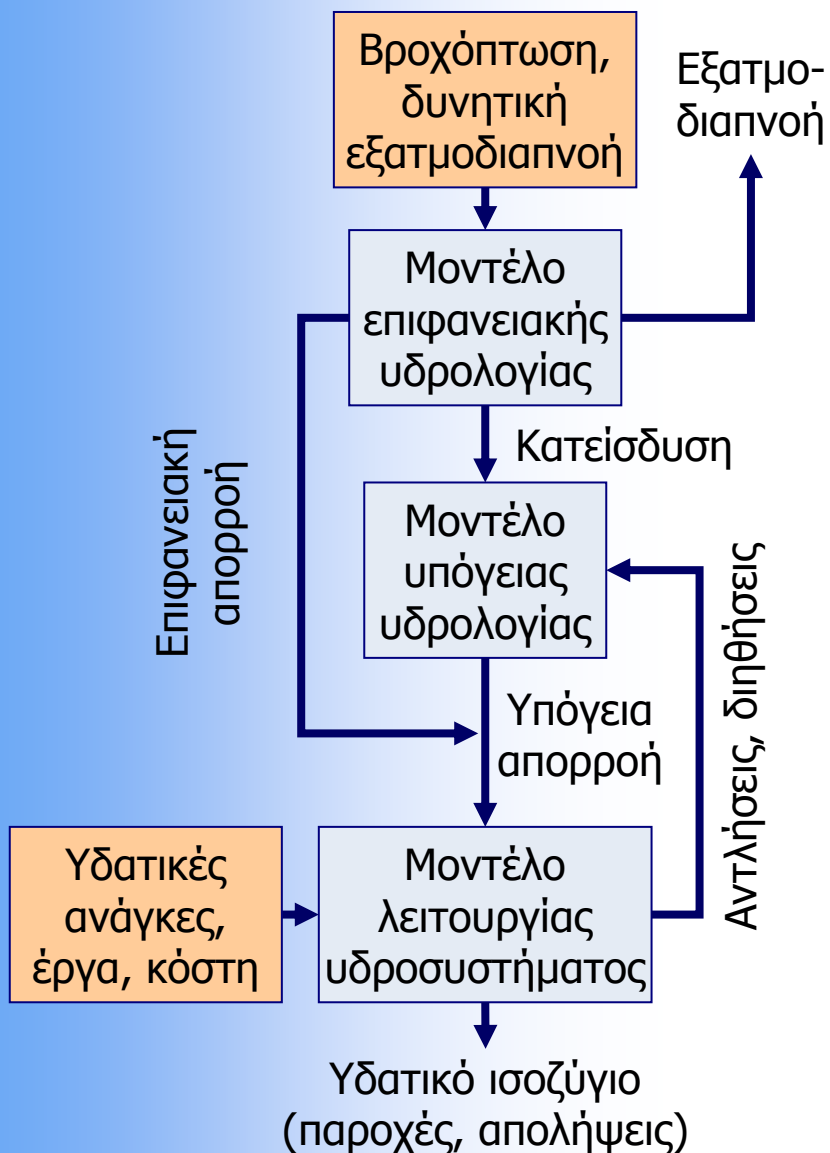 Βροχόπτωση,
δυνητική
εξατμοδιαπνοή
Εξατμο-
διαπνοή
Μοντέλο
επιφανειακής
υδρολογίας
Επιφανειακή
απορροή
Κατείσδυση
Μοντέλο
υπόγειας
υδρολογίας
Αντλήσεις, διηθήσεις
Υπόγεια
απορροή
Υδατικές
ανάγκες,
έργα, κόστη
Μοντέλο
λειτουργίας
υδροσυστήματος
Υδατικό ισοζύγιο
(παροχές, απολήψεις)